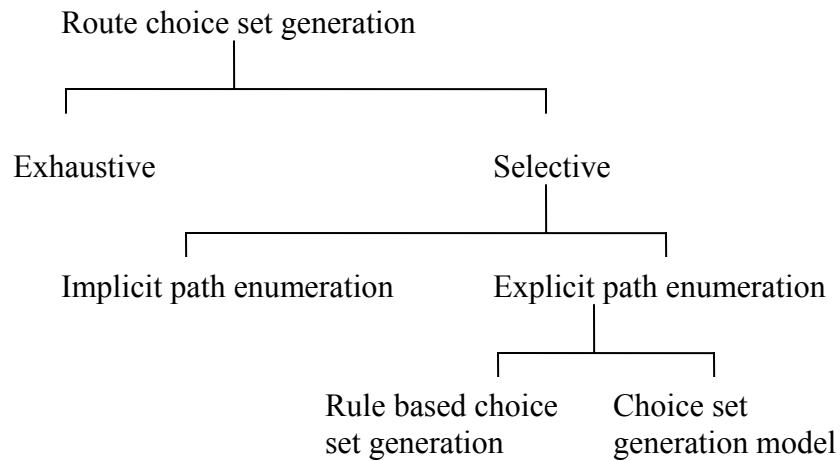 Route choice set generation
Exhaustive
Selective
Implicit path enumeration
Explicit path enumeration
Rule based choice
set generation
Choice set
generation model